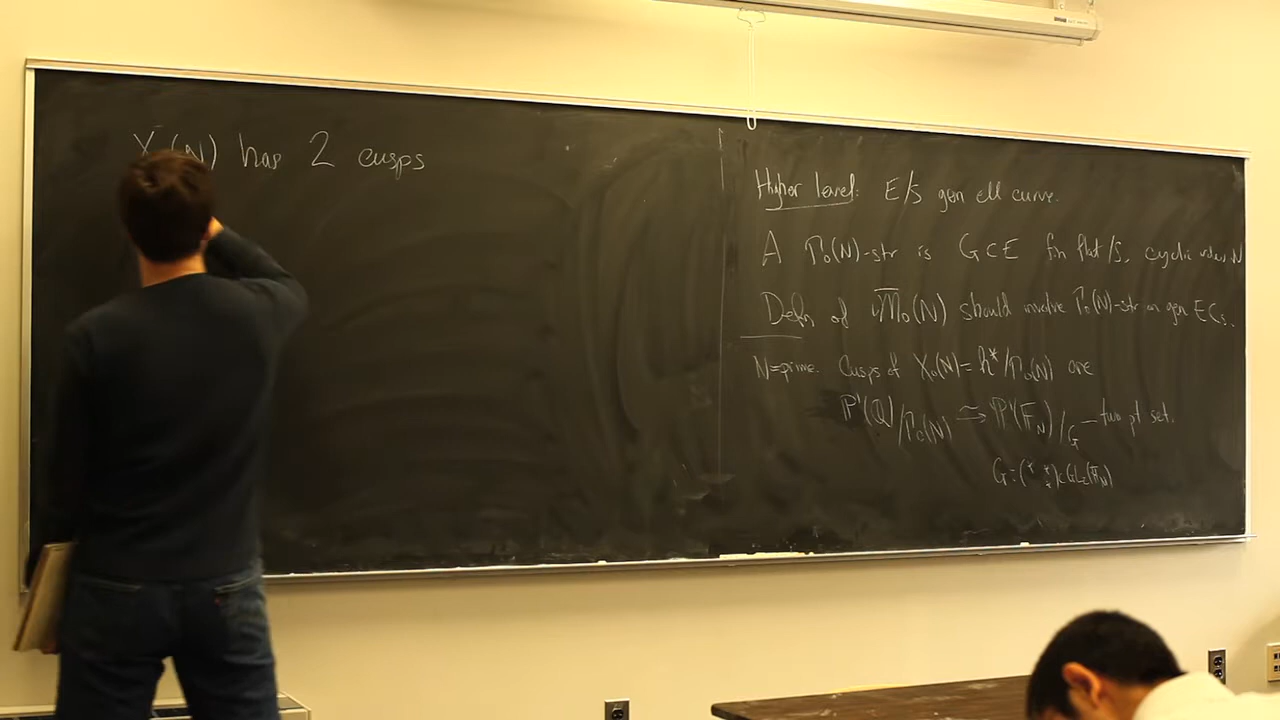 X₀(N) has 2 cusps
Higher level: E/S gen ell curve.
A Γ₀(N)-str is G⊂E fin flat/S, cyclic order N
Defn of M̅₀(N) should involve Γ₀(N)-str on gen ECs.
N=prime. Cusps of X₀(N)=h*/Γ₀(N) are
P¹(Q)/Γ₀(N) ≃ P¹(F_N)/G — two pt set.
G=(* * *)⊂GL₂(F_N)